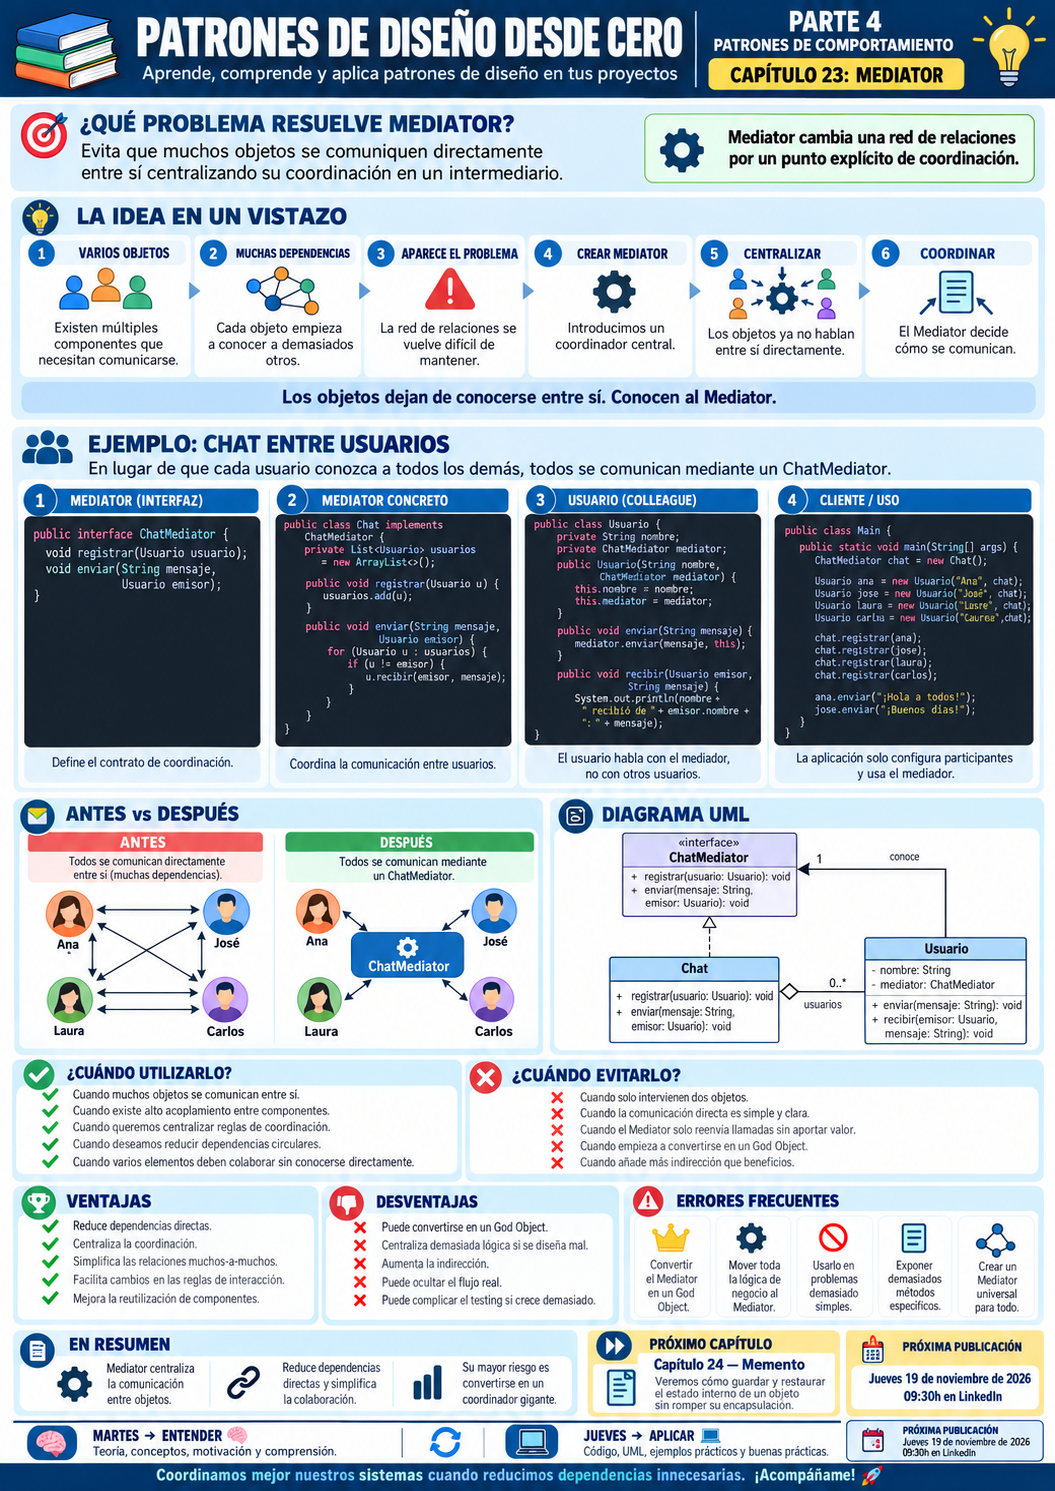 PATRONES DE DISEÑO DESDE CERO
Aprende, comprende y aplica patrones de diseño en tus proyectos
PARTE 4
PATRONES DE COMPORTAMIENTO
CAPÍTULO 23: MEDIATOR
¿QUÉ PROBLEMA RESUELVE MEDIATOR?
Evita que muchos objetos se comuniquen directamente
entre sí centralizando su coordinación en un intermediario.
Mediator cambia una red de relaciones
por un punto explícito de coordinación.
LA IDEA EN UN VISTAZO
1 VARIOS OBJETOS
Existen múltiples
componentes que
necesitan comunicarse.
2 MUCHAS DEPENDENCIAS
Cada objeto empieza
a conocer a demasiados
otros.
3 APARECE EL PROBLEMA
La red de relaciones se
vuelve difícil de
mantener.
4 CREAR MEDIATOR
Introducimos un
coordinador central.
5 CENTRALIZAR
Los objetos ya no hablan
entre sí directamente.
6 COORDINAR
El Mediator decide
cómo se comunican.
Los objetos dejan de conocerse entre sí. Conocen al Mediator.
EJEMPLO: CHAT ENTRE USUARIOS
En lugar de que cada usuario conozca a todos los demás, todos se comunican mediante un ChatMediator.
1 MEDIATOR (INTERFAZ)
public interface ChatMediator {
void registrar(Usuario usuario);
void enviar(String mensaje,
Usuario emisor);
}
Define el contrato de coordinación.
2 MEDIATOR CONCRETO
public class Chat implements
ChatMediator {
private List<Usuario> usuarios
= new ArrayList<>();
public void registrar(Usuario u) {
usuarios.add(u);
}
public void enviar(String mensaje,
Usuario emisor) {
for (Usuario u : usuarios) {
if (u != emisor) {
u.recibir(emisor, mensaje);
}
}
}
}
Coordina la comunicación entre usuarios.
3 USUARIO (COLLEAGUE)
public class Usuario {
private String nombre;
private ChatMediator mediator;
public Usuario(String nombre,
ChatMediator mediator) {
this.nombre = nombre;
this.mediator = mediator;
}
public void enviar(String mensaje) {
mediator.enviar(mensaje, this);
}
public void recibir(Usuario emisor,
String mensaje) {
System.out.println(nombre +
" recibió de " + emisor.nombre +
": " + mensaje);
}
El usuario habla con el mediador,
no con otros usuarios.
4 CLIENTE / USO
public class Main {
public static void main(String[] args) {
ChatMediator chat = new Chat();
Usuario ana = new Usuario("Ana", chat);
Usuario jose = new Usuario("José", chat);
Usuario laura = new Usuario( chat);
Usuario = new Usuario( ,chat);
chat.registrar(ana);
chat.registrar(jose);
chat.registrar(laura);
chat.registrar(carlos);
ana.enviar("¡Hola a todos!");
jose.enviar("¡Buenos días!");
}
}
La aplicación solo configura participantes
y usa el mediador.
ANTES vs DESPUÉS
ANTES
Todos se comunican directamente
entre sí (muchas dependencias).
Ana
José
Laura
Carlos
DESPUÉS
Todos se comunican mediante
un ChatMediator.
Ana
José
ChatMediator
Laura
Carlos
DIAGRAMA UML
«interface»
ChatMediator
+ registrar(usuario: Usuario): void
+ enviar(mensaje: String,
emisor: Usuario): void
1 conoce
Chat
+ registrar(usuario: Usuario): void
+ enviar(mensaje: String,
emisor: Usuario): void
0..*
usuarios
Usuario
- nombre: String
- mediator: ChatMediator
+ enviar(mensaje: String): void
+ recibir(emisor: Usuario,
mensaje: String): void
¿CUÁNDO UTILIZARLO?
Cuando muchos objetos se comunican entre sí.
Cuando existe alto acoplamiento entre componentes.
Cuando queremos centralizar reglas de coordinación.
Cuando deseamos reducir dependencias circulares.
Cuando varios elementos deben colaborar sin conocerse directamente.
¿CUÁNDO EVITARLO?
Cuando solo intervienen dos objetos.
Cuando la comunicación directa es simple y clara.
Cuando el Mediator solo reenvía llamadas sin aportar valor.
Cuando empieza a convertirse en un God Object.
Cuando añade más indirección que beneficios.
VENTAJAS
Reduce dependencias directas.
Centraliza la coordinación.
Simplifica las relaciones muchos-a-muchos.
Facilita cambios en las reglas de interacción.
Mejora la reutilización de componentes.
DESVENTAJAS
Puede convertirse en un God Object.
Centraliza demasiada lógica si se diseña mal.
Aumenta la indirección.
Puede ocultar el flujo real.
Puede complicar el testing si crece demasiado.
ERRORES FRECUENTES
Convertir
el Mediator
en un God
Object.
Mover toda
la lógica de
negocio al
Mediator.
Usarlo en
problemas
demasiado
simples.
Exponer
demasiados
métodos
específicos.
Crear un
Mediator
universal
para todo.
EN RESUMEN
Mediator centraliza
la comunicación
entre objetos.
Reduce dependencias
directas y simplifica
la colaboración.
Su mayor riesgo es
convertirse en un
coordinador gigante.
PRÓXIMO CAPÍTULO
Capítulo 24 — Memento
Veremos cómo guardar y restaurar
el estado interno de un objeto
sin romper su encapsulación.
PRÓXIMA PUBLICACIÓN
Jueves 19 de noviembre de 2026
09:30h en LinkedIn
MARTES → ENTENDER
Teoría, conceptos, motivación y comprensión.
JUEVES → APLICAR
Código, UML, ejemplos prácticos y buenas prácticas.
PRÓXIMA PUBLICACIÓN
Jueves 19 de noviembre de 2026
09:30h en LinkedIn
Coordinamos mejor nuestros sistemas cuando reducimos dependencias innecesarias. ¡Acompáñame!